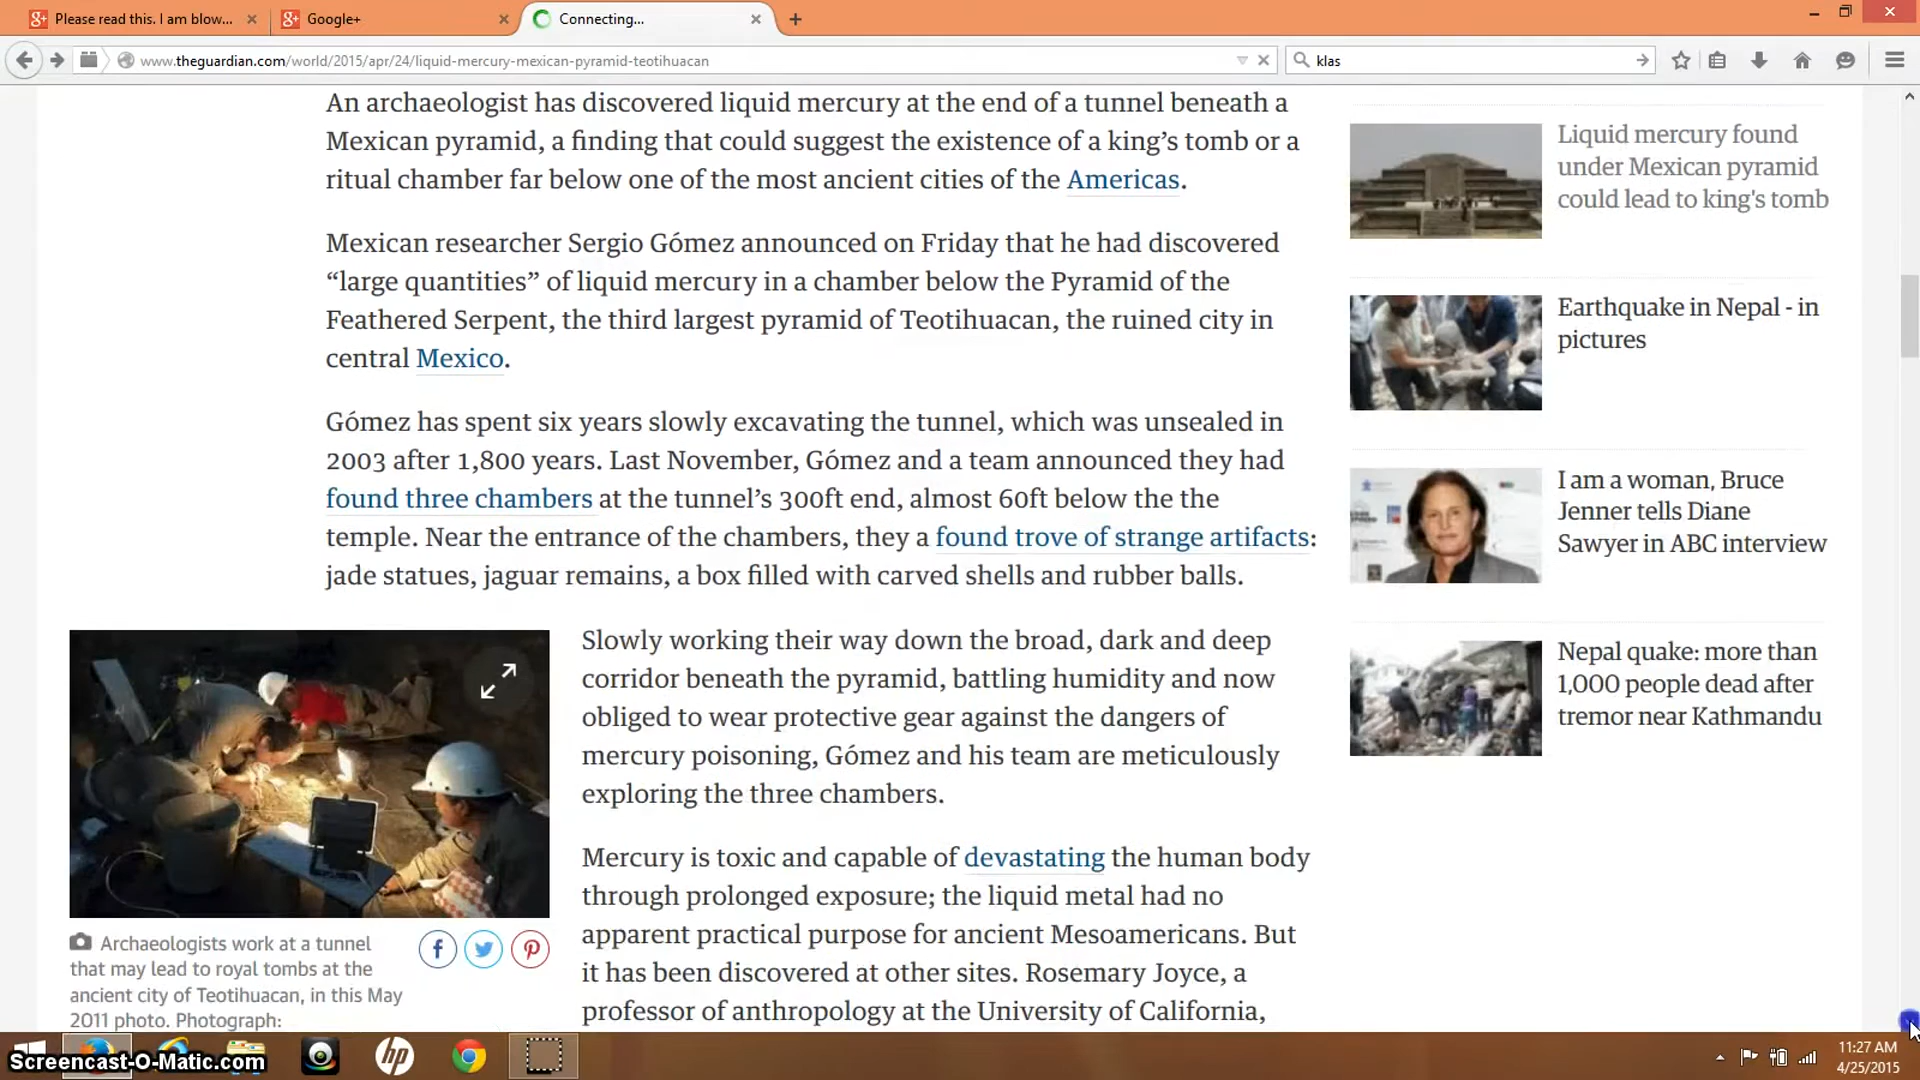 Please read this. I am blow...
Google+
Connecting...
www.theguardian.com/world/2015/apr/24/liquid-mercury-mexican-pyramid-teotihuacan
klas
An archaeologist has discovered liquid mercury at the end of a tunnel beneath a
Mexican pyramid, a finding that could suggest the existence of a king’s tomb or a
ritual chamber far below one of the most ancient cities of the Americas.
Mexican researcher Sergio Gómez announced on Friday that he had discovered
“large quantities” of liquid mercury in a chamber below the Pyramid of the
Feathered Serpent, the third largest pyramid of Teotihuacan, the ruined city in
central Mexico.
Gómez has spent six years slowly excavating the tunnel, which was unsealed in
2003 after 1,800 years. Last November, Gómez and a team announced they had
found three chambers at the tunnel’s 300ft end, almost 60ft below the the
temple. Near the entrance of the chambers, they a found trove of strange artifacts:
jade statues, jaguar remains, a box filled with carved shells and rubber balls.
Slowly working their way down the broad, dark and deep
corridor beneath the pyramid, battling humidity and now
obliged to wear protective gear against the dangers of
mercury poisoning, Gómez and his team are meticulously
exploring the three chambers.
Mercury is toxic and capable of devastating the human body
through prolonged exposure; the liquid metal had no
apparent practical purpose for ancient Mesoamericans. But
it has been discovered at other sites. Rosemary Joyce, a
professor of anthropology at the University of California,
Archaeologists work at a tunnel
that may lead to royal tombs at the
ancient city of Teotihuacan, in this May
2011 photo. Photograph:
Liquid mercury found
under Mexican pyramid
could lead to king's tomb
Earthquake in Nepal - in
pictures
I am a woman, Bruce
Jenner tells Diane
Sawyer in ABC interview
Nepal quake: more than
1,000 people dead after
tremor near Kathmandu
Screencast-O-Matic.com
hp
11:27 AM
4/25/2015